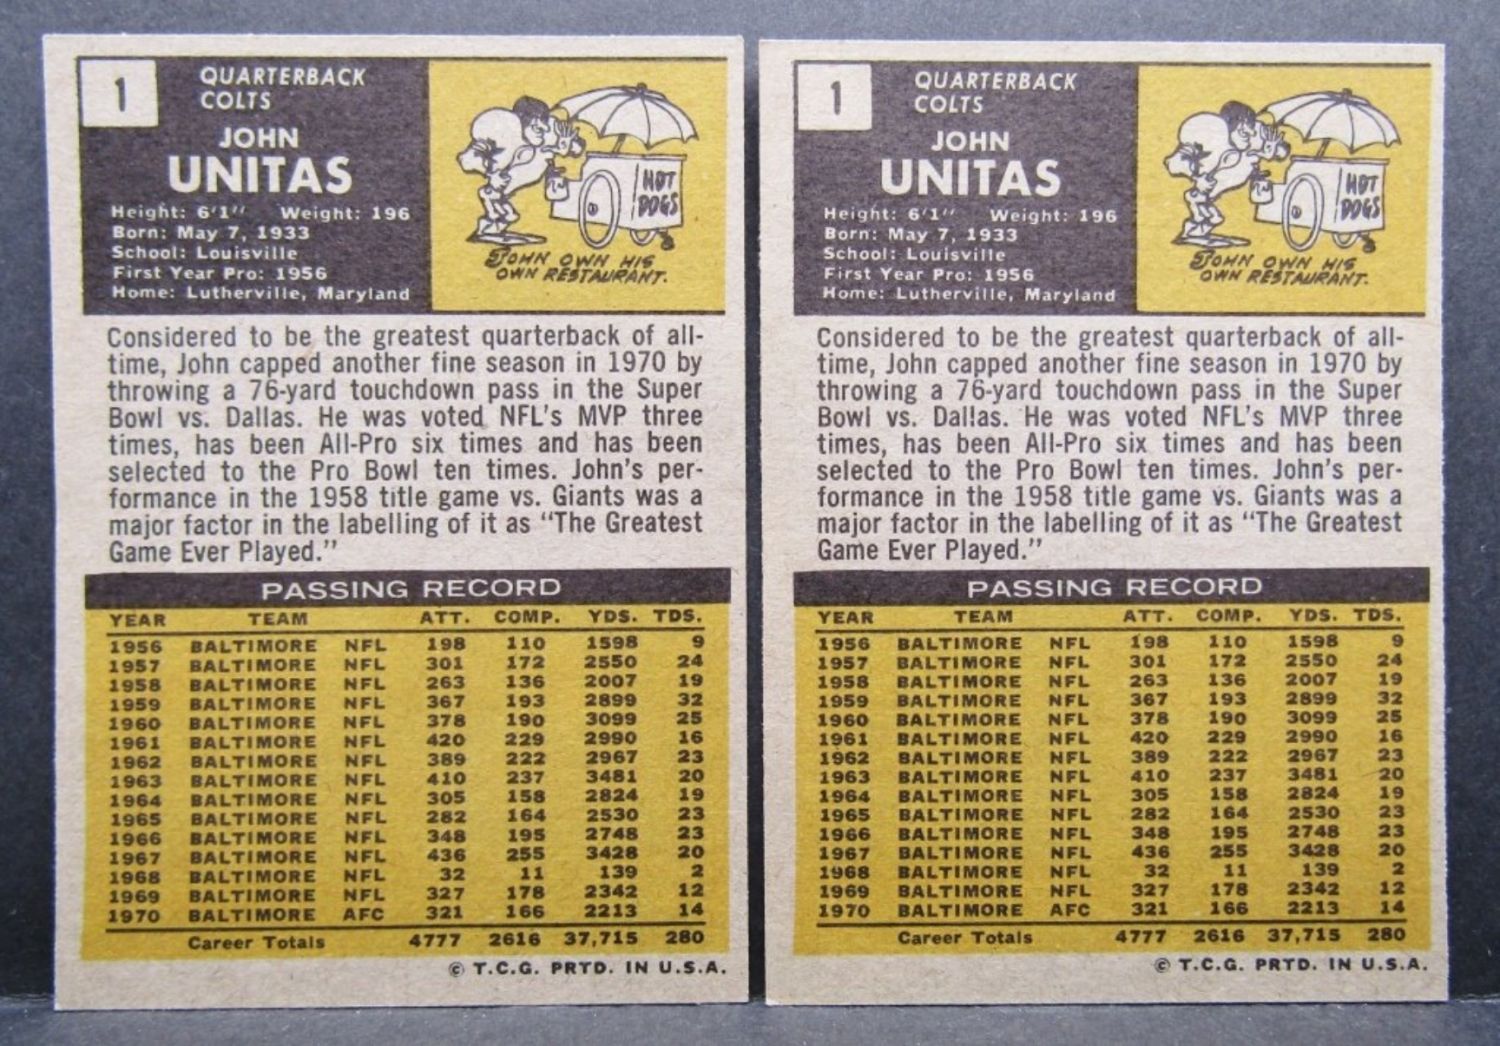 1
QUARTERBACK
COLTS
JOHN
UNITAS
Height: 6'1" Weight: 196
Born: May 7, 1933
School: Louisville
First Year Pro: 1956
Home: Lutherville, Maryland
HOT
DOGS
JOHN OWN HIS
OWN RESTAURANT.
Considered to be the greatest quarterback of all-
time, John capped another fine season in 1970 by
throwing a 76-yard touchdown pass in the Super
Bowl vs. Dallas. He was voted NFL's MVP three
times, has been All-Pro six times and has been
selected to the Pro Bowl ten times. John's per-
formance in the 1958 title game vs. Giants was a
major factor in the labelling of it as "The Greatest
Game Ever Played."
PASSING RECORD
YEAR TEAM ATT. COMP. YDS. TDS.
1956 BALTIMORE NFL 198 110 1598 9
1957 BALTIMORE NFL 301 172 2550 24
1958 BALTIMORE NFL 263 136 2007 19
1959 BALTIMORE NFL 367 193 2899 32
1960 BALTIMORE NFL 378 190 3099 25
1961 BALTIMORE NFL 420 229 2990 16
1962 BALTIMORE NFL 389 222 2967 23
1963 BALTIMORE NFL 410 237 3481 20
1964 BALTIMORE NFL 305 158 2824 19
1965 BALTIMORE NFL 282 164 2530 23
1966 BALTIMORE NFL 348 195 2748 23
1967 BALTIMORE NFL 436 255 3428 20
1968 BALTIMORE NFL 32 11 139 2
1969 BALTIMORE NFL 327 178 2342 12
1970 BALTIMORE AFC 321 166 2213 14
Career Totals 4777 2616 37,715 280
© T.C.G. PRTD. IN U.S.A.
1
QUARTERBACK
COLTS
JOHN
UNITAS
Height: 6'1" Weight: 196
Born: May 7, 1933
School: Louisville
First Year Pro: 1956
Home: Lutherville, Maryland
HOT
DOGS
JOHN OWN HIS
OWN RESTAURANT.
Considered to be the greatest quarterback of all-
time, John capped another fine season in 1970 by
throwing a 76-yard touchdown pass in the Super
Bowl vs. Dallas. He was voted NFL's MVP three
times, has been All-Pro six times and has been
selected to the Pro Bowl ten times. John's per-
formance in the 1958 title game vs. Giants was a
major factor in the labelling of it as "The Greatest
Game Ever Played."
PASSING RECORD
YEAR TEAM ATT. COMP. YDS. TDS.
1956 BALTIMORE NFL 198 110 1598 9
1957 BALTIMORE NFL 301 172 2550 24
1958 BALTIMORE NFL 263 136 2007 19
1959 BALTIMORE NFL 367 193 2899 32
1960 BALTIMORE NFL 378 190 3099 25
1961 BALTIMORE NFL 420 229 2990 16
1962 BALTIMORE NFL 389 222 2967 23
1963 BALTIMORE NFL 410 237 3481 20
1964 BALTIMORE NFL 305 158 2824 19
1965 BALTIMORE NFL 282 164 2530 23
1966 BALTIMORE NFL 348 195 2748 23
1967 BALTIMORE NFL 436 255 3428 20
1968 BALTIMORE NFL 32 11 139 2
1969 BALTIMORE NFL 327 178 2342 12
1970 BALTIMORE AFC 321 166 2213 14
Career Totals 4777 2616 37,715 280
© T.C.G. PRTD. IN U.S.A.